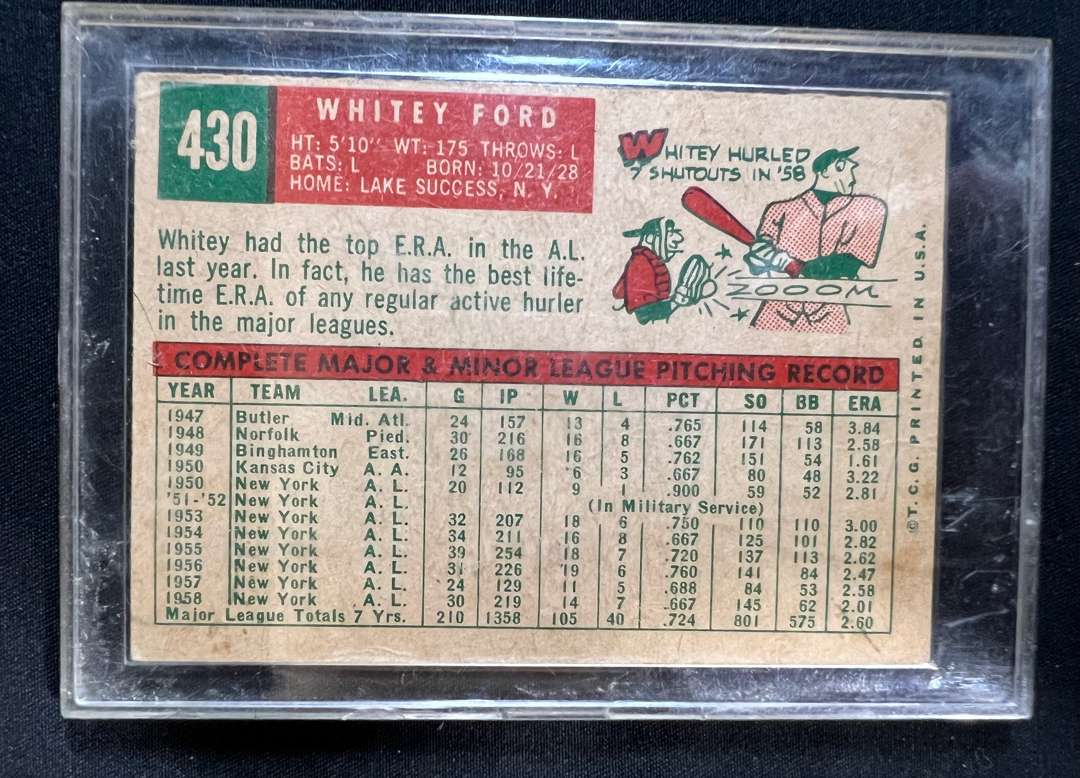 430
WHITEY FORD
HT: 5'10" WT: 175 THROWS: L
BATS: L BORN: 10/21/28
HOME: LAKE SUCCESS, N. Y.
WHITEY HURLED
7 SHUTOUTS IN '58
ZOOOM
Whitey had the top E.R.A. in the A.L.
last year. In fact, he has the best life-
time E.R.A. of any regular active hurler
in the major leagues.
COMPLETE MAJOR & MINOR LEAGUE PITCHING RECORD
YEAR TEAM LEA. G IP W L PCT SO BB ERA
1947 Butler Mid. Atl. 24 157 13 4 .765 114 58 3.84
1948 Norfolk Pied. 30 216 16 8 .667 171 113 2.58
1949 Binghamton East. 26 168 16 5 .762 151 54 1.61
1950 Kansas City A. A. 12 95 6 3 .667 80 48 3.22
1950 New York A. L. 20 112 9 1 .900 59 52 2.81
'51-'52 New York A. L. (In Military Service)
1953 New York A. L. 32 207 18 6 .750 110 110 3.00
1954 New York A. L. 34 211 16 8 .667 125 101 2.82
1955 New York A. L. 39 254 18 7 .720 137 113 2.62
1956 New York A. L. 31 226 19 6 .760 141 84 2.47
1957 New York A. L. 24 129 11 5 .688 84 53 2.58
1958 New York A. L. 30 219 14 7 .667 145 62 2.01
Major League Totals 7 Yrs. 210 1358 105 40 .724 801 575 2.60
©T.C.G. PRINTED IN U.S.A.